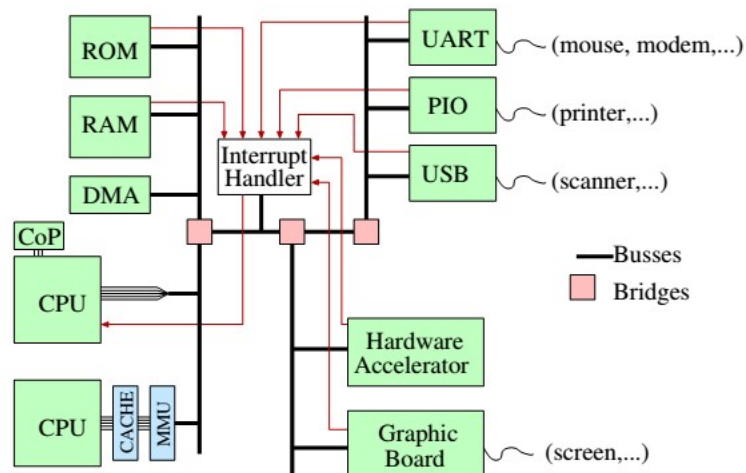 ROM
RAM
DMA
CoP
CPU
CPU
CACHE
MMU
Interrupt
Handler
UART
(mouse, modem,...)
PIO
(printer,...)
USB
(scanner,...)
Busses
Bridges
Hardware
Accelerator
Graphic
Board
(screen,...)